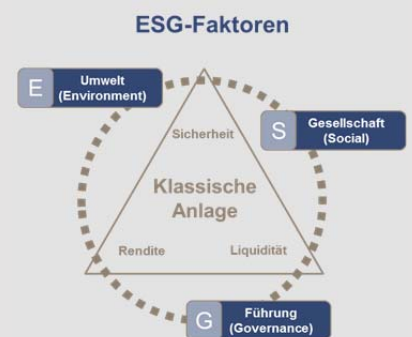 ESG-Faktoren
E
Umwelt
(Environment)
S
Gesellschaft
(Social)
Sicherheit
Klassische
Anlage
Rendite
Liquidität
G
Führung
(Governance)